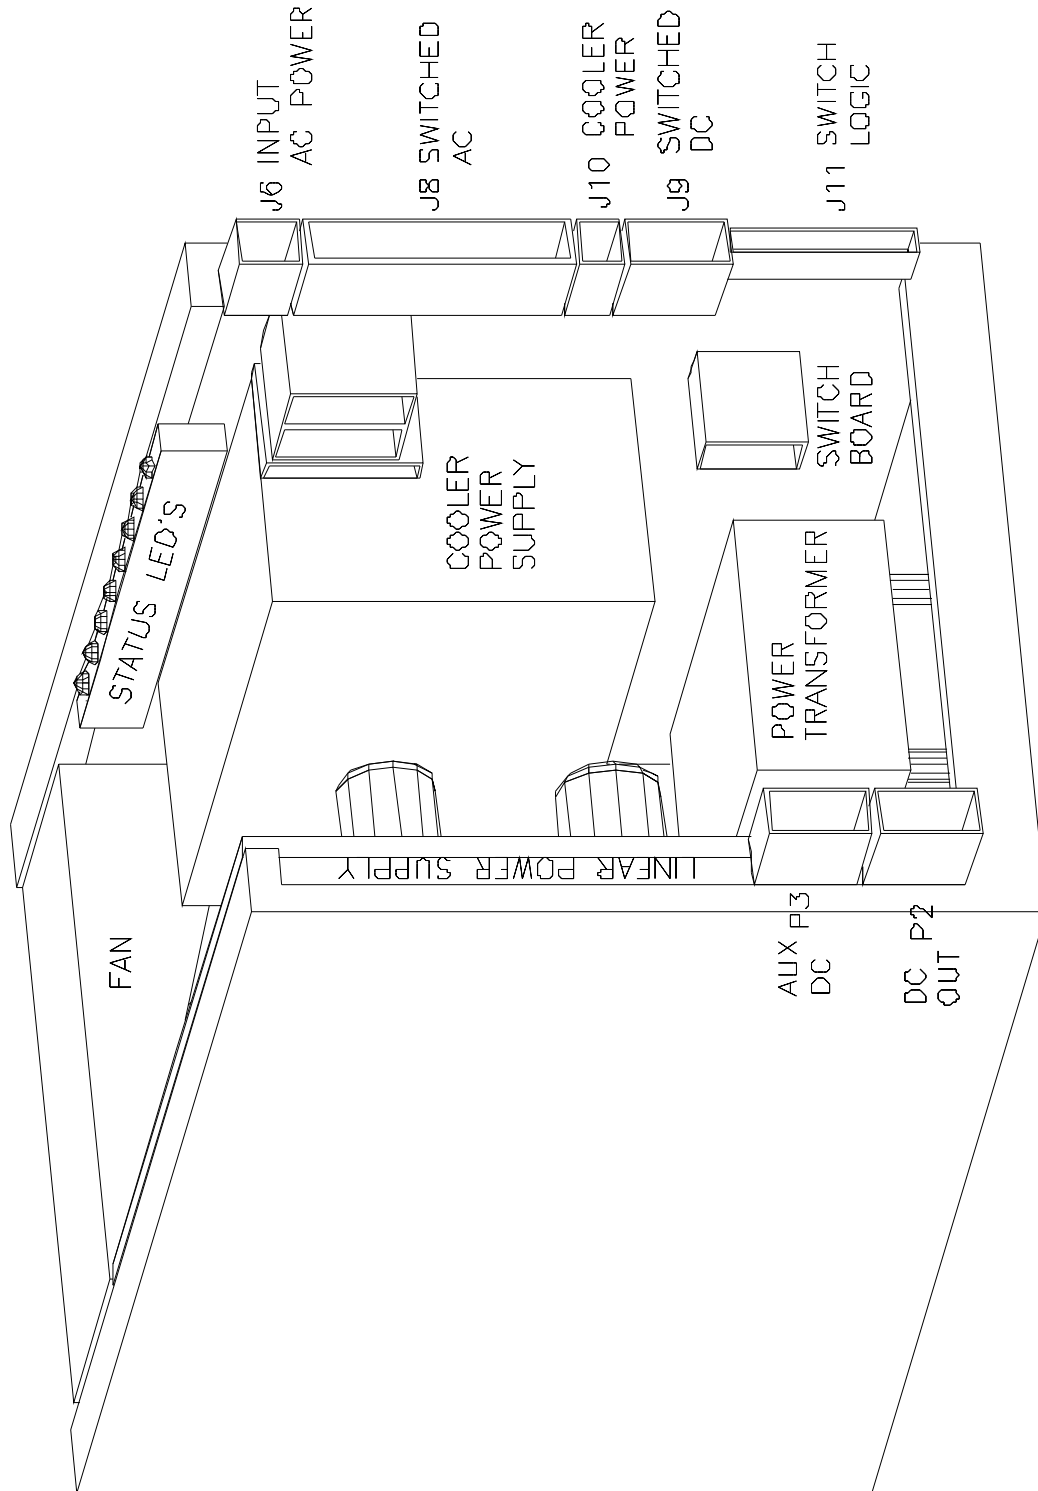 J6 INPUT
AC POWER
J8 SWITCHED
AC
J10 COOLER
POWER
J9 SWITCHED
DC
J11 SWITCH
LOGIC
STATUS LED'S
COOLER
POWER
SUPPLY
SWITCH
BOARD
POWER
TRANSFORMER
LINEAR POWER SUPPLY
FAN
AUX P3
DC
DC P2
OUT